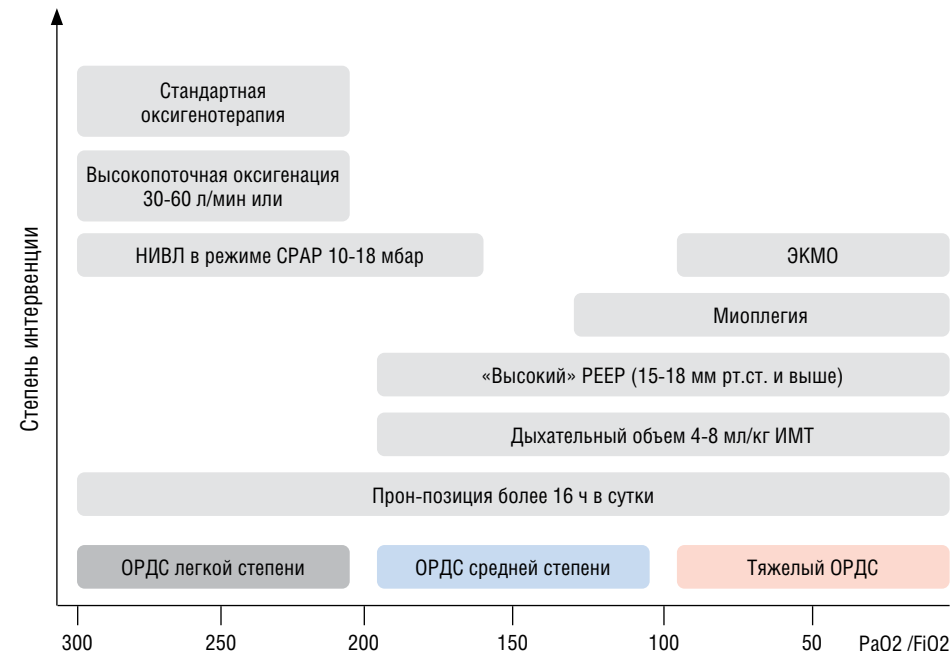 Степень интервенции
Стандартная
оксигенотерапия
Высокопоточная оксигенация
30-60 л/мин или
НИВЛ в режиме CPAP 10-18 мбар
ЭКМО
Миоплегия
«Высокий» PEEP (15-18 мм рт.ст. и выше)
Дыхательный объем 4-8 мл/кг ИМТ
Прон-позиция более 16 ч в сутки
ОРДС легкой степени
ОРДС средней степени
Тяжелый ОРДС
300 250 200 150 100 50 PaO2 /FiO2